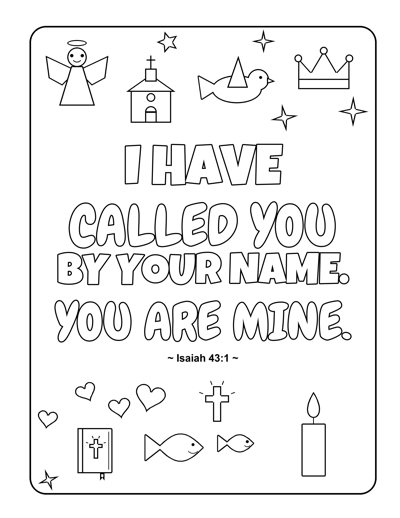 I HAVE
CALLED YOU
BY YOUR NAME.
YOU ARE MINE.
~ Isaiah 43:1 ~